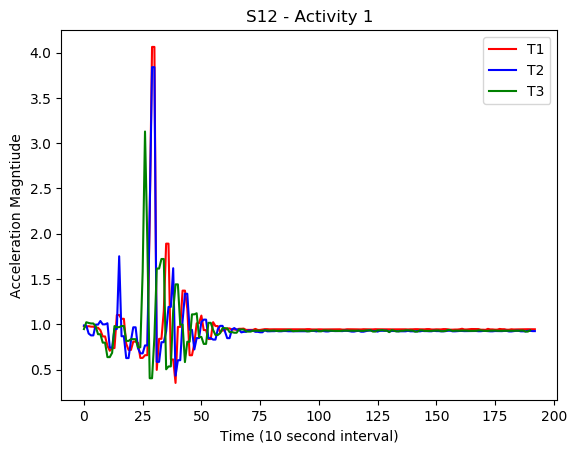 S12 - Activity 1
T1
T2
T3
Acceleration Magntiude
4.0
3.5
3.0
2.5
2.0
1.5
1.0
0.5
0 25 50 75 100 125 150 175 200
Time (10 second interval)